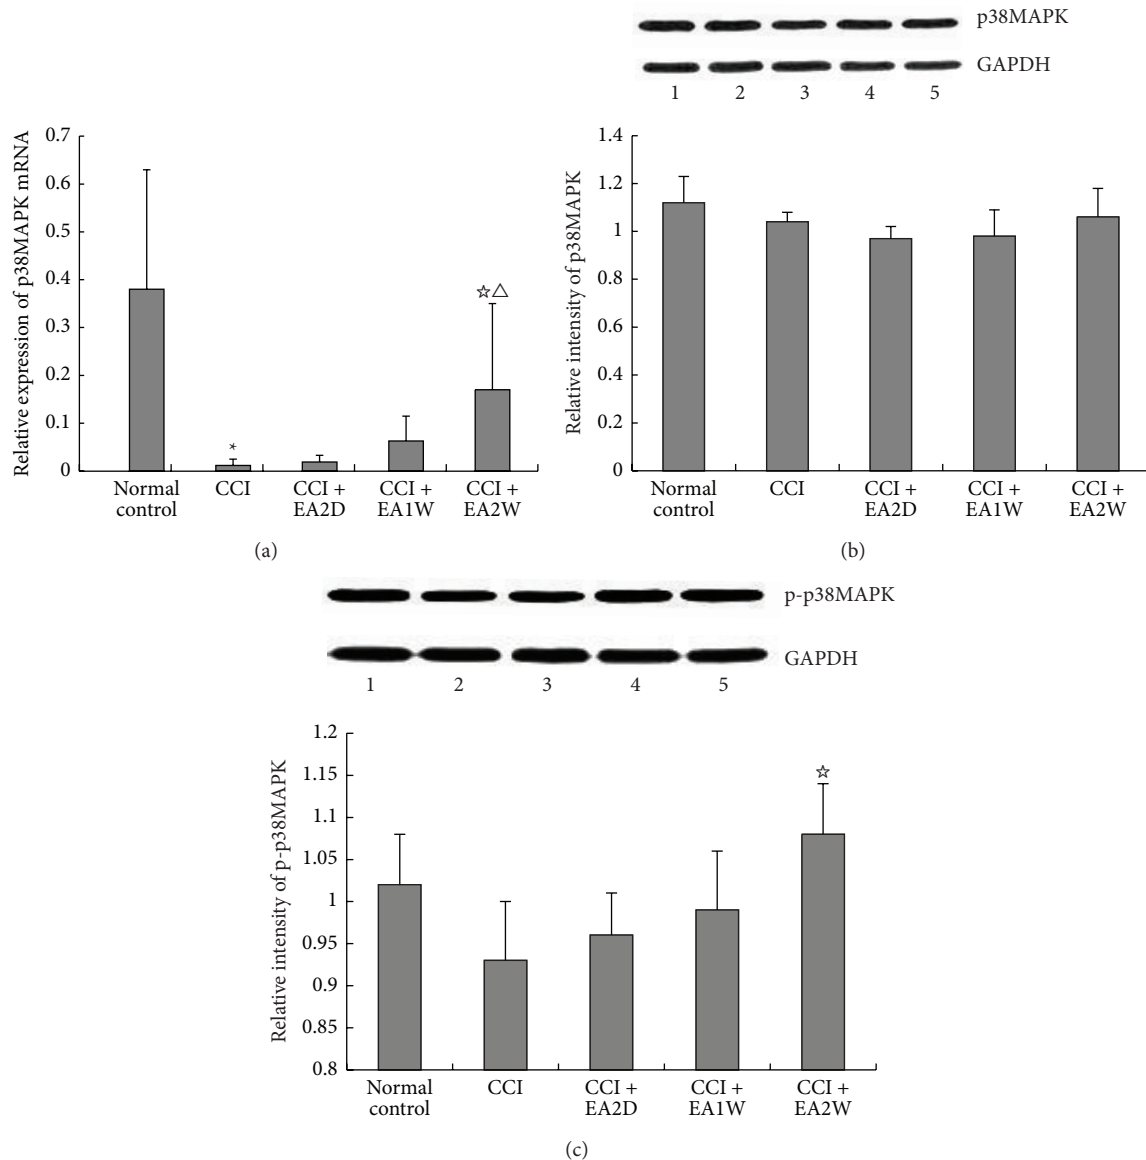 Relative expression of p38MAPK mRNA
0.7
0.6
0.5
0.4
0.3
0.2
0.1
0
*
☆△
Normal control
CCI
CCI + EA2D
CCI + EA1W
CCI + EA2W
(a)
p38MAPK
GAPDH
1 2 3 4 5
Relative intensity of p38MAPK
1.4
1.2
1
0.8
0.6
0.4
0.2
0
Normal control
CCI
CCI + EA2D
CCI + EA1W
CCI + EA2W
(b)
p-p38MAPK
GAPDH
1 2 3 4 5
Relative intensity of p-p38MAPK
1.2
1.15
1.1
1.05
1
0.95
0.9
0.85
0.8
☆
Normal control
CCI
CCI + EA2D
CCI + EA1W
CCI + EA2W
(c)